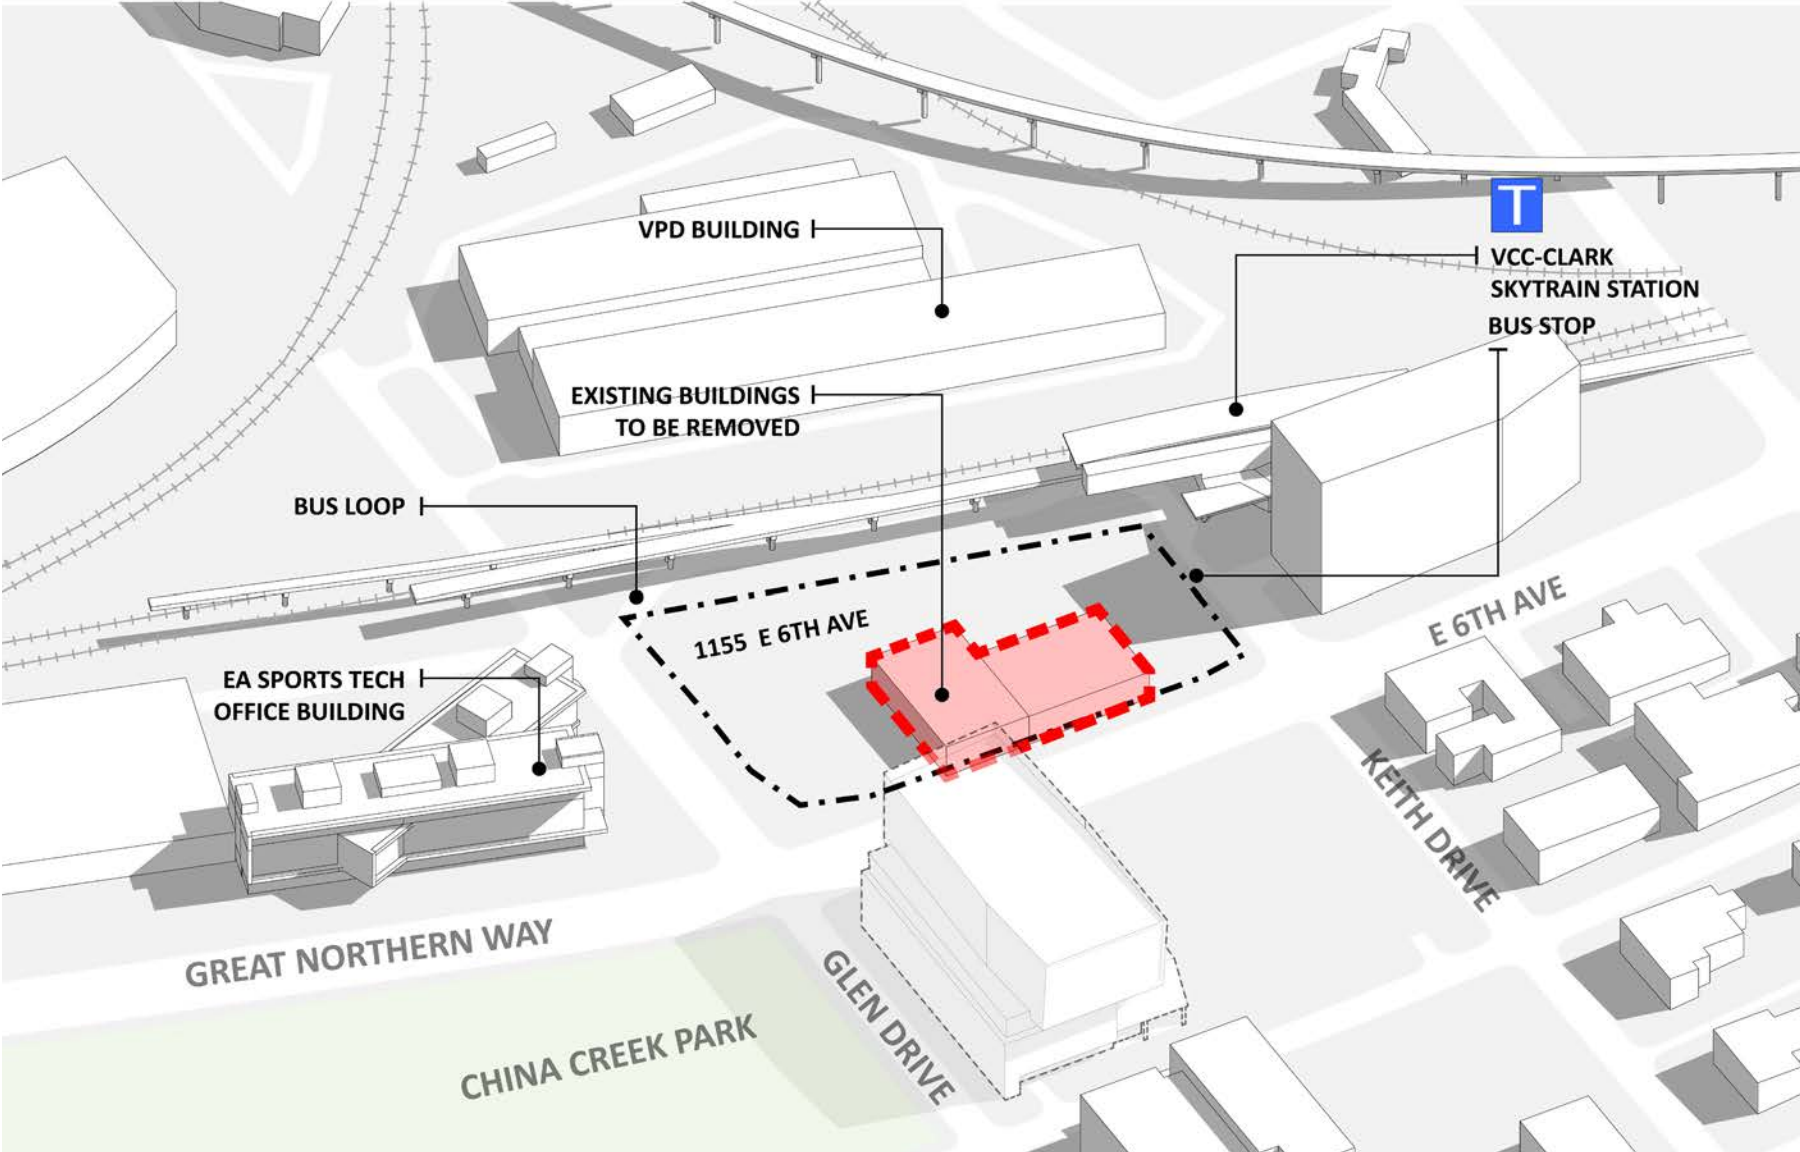 VPD BUILDING
T
VCC-CLARK
SKYTRAIN STATION
BUS STOP
EXISTING BUILDINGS
TO BE REMOVED
BUS LOOP
1155 E 6TH AVE
E 6TH AVE
EA SPORTS TECH
OFFICE BUILDING
KEITH DRIVE
GREAT NORTHERN WAY
GLEN DRIVE
CHINA CREEK PARK